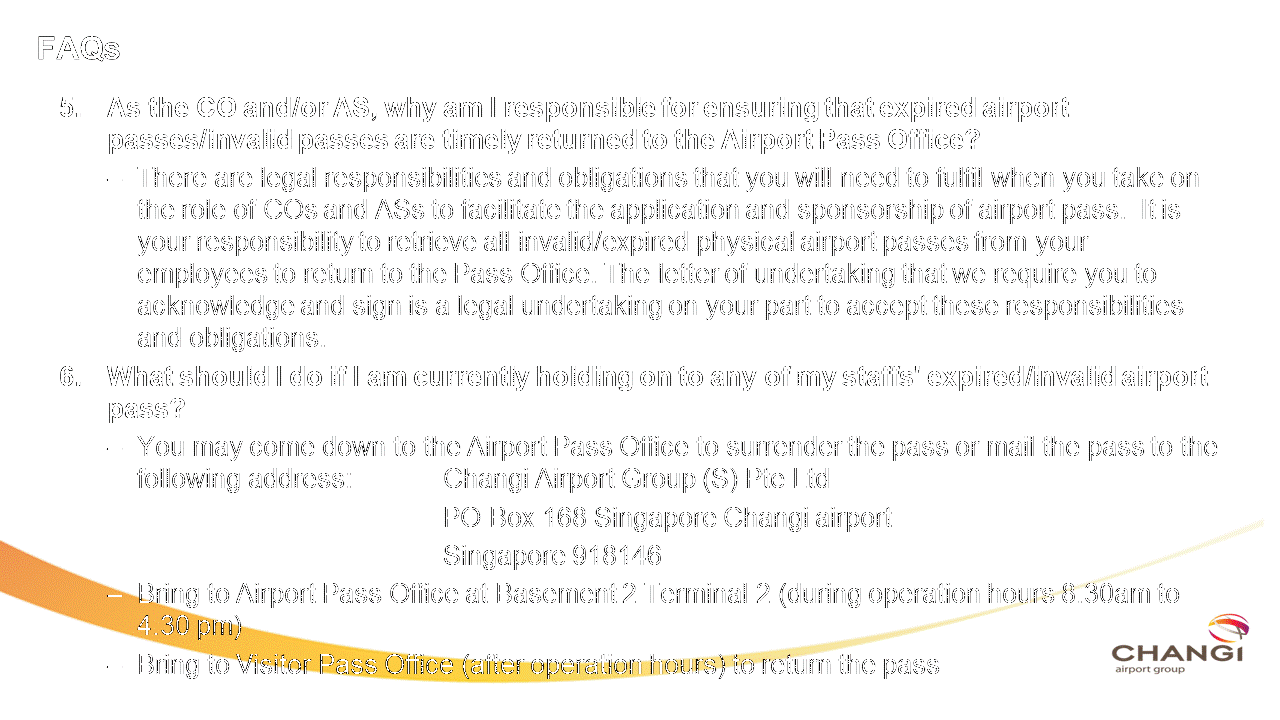 FAQs
5. As the CO and/or AS, why am I responsible for ensuring that expired airport
passes/invalid passes are timely returned to the Airport Pass Office?
– There are legal responsibilities and obligations that you will need to fulfil when you take on
the role of COs and ASs to facilitate the application and sponsorship of airport pass.  It is
your responsibility to retrieve all invalid/expired physical airport passes from your
employees to return to the Pass Office. The letter of undertaking that we require you to
acknowledge and sign is a legal undertaking on your part to accept these responsibilities
and obligations.
6. What should I do if I am currently holding on to any of my staffs' expired/invalid airport
pass?
– You may come down to the Airport Pass Office to surrender the pass or mail the pass to the
following address: Changi Airport Group (S) Pte Ltd
PO Box 168 Singapore Changi airport
Singapore 918146
– Bring to Airport Pass Office at Basement 2 Terminal 2 (during operation hours 8.30am to
4.30 pm)
– Bring to Visitor Pass Office (after operation hours) to return the pass
CHANGI
airport group